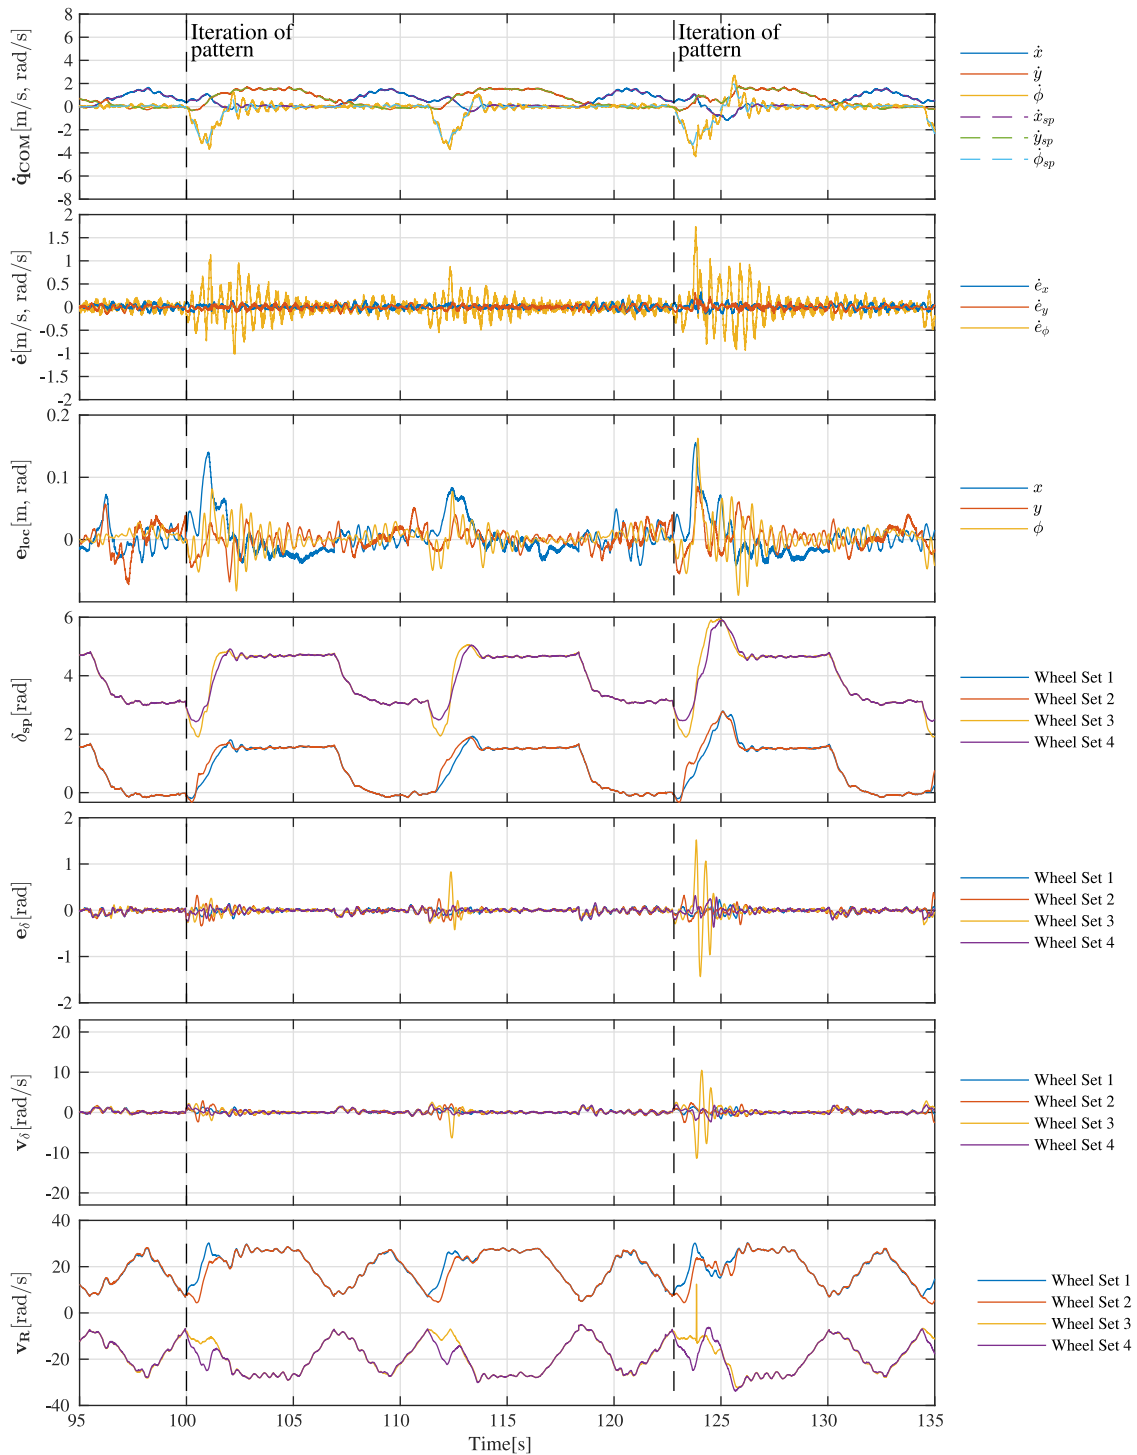 8
6
4
2
0
-2
-4
-6
-8
q̇COM[m/s, rad/s]
Iteration of
pattern
Iteration of
pattern
ẋ
ẏ
ϕ̇
ẋsp
ẏsp
ϕ̇sp
2
1.5
1
0.5
0
-0.5
-1
-1.5
-2
ė[m/s, rad/s]
ėx
ėy
ėϕ
0.2
0.1
0
eloc[m, rad]
x
y
ϕ
6
4
2
0
δsp[rad]
Wheel Set 1
Wheel Set 2
Wheel Set 3
Wheel Set 4
2
1
0
-1
-2
eδ[rad]
Wheel Set 1
Wheel Set 2
Wheel Set 3
Wheel Set 4
20
10
0
-10
-20
vδ[rad/s]
Wheel Set 1
Wheel Set 2
Wheel Set 3
Wheel Set 4
40
20
0
-20
-40
vR[rad/s]
Wheel Set 1
Wheel Set 2
Wheel Set 3
Wheel Set 4
95 100 105 110 115 120 125 130 135
Time[s]